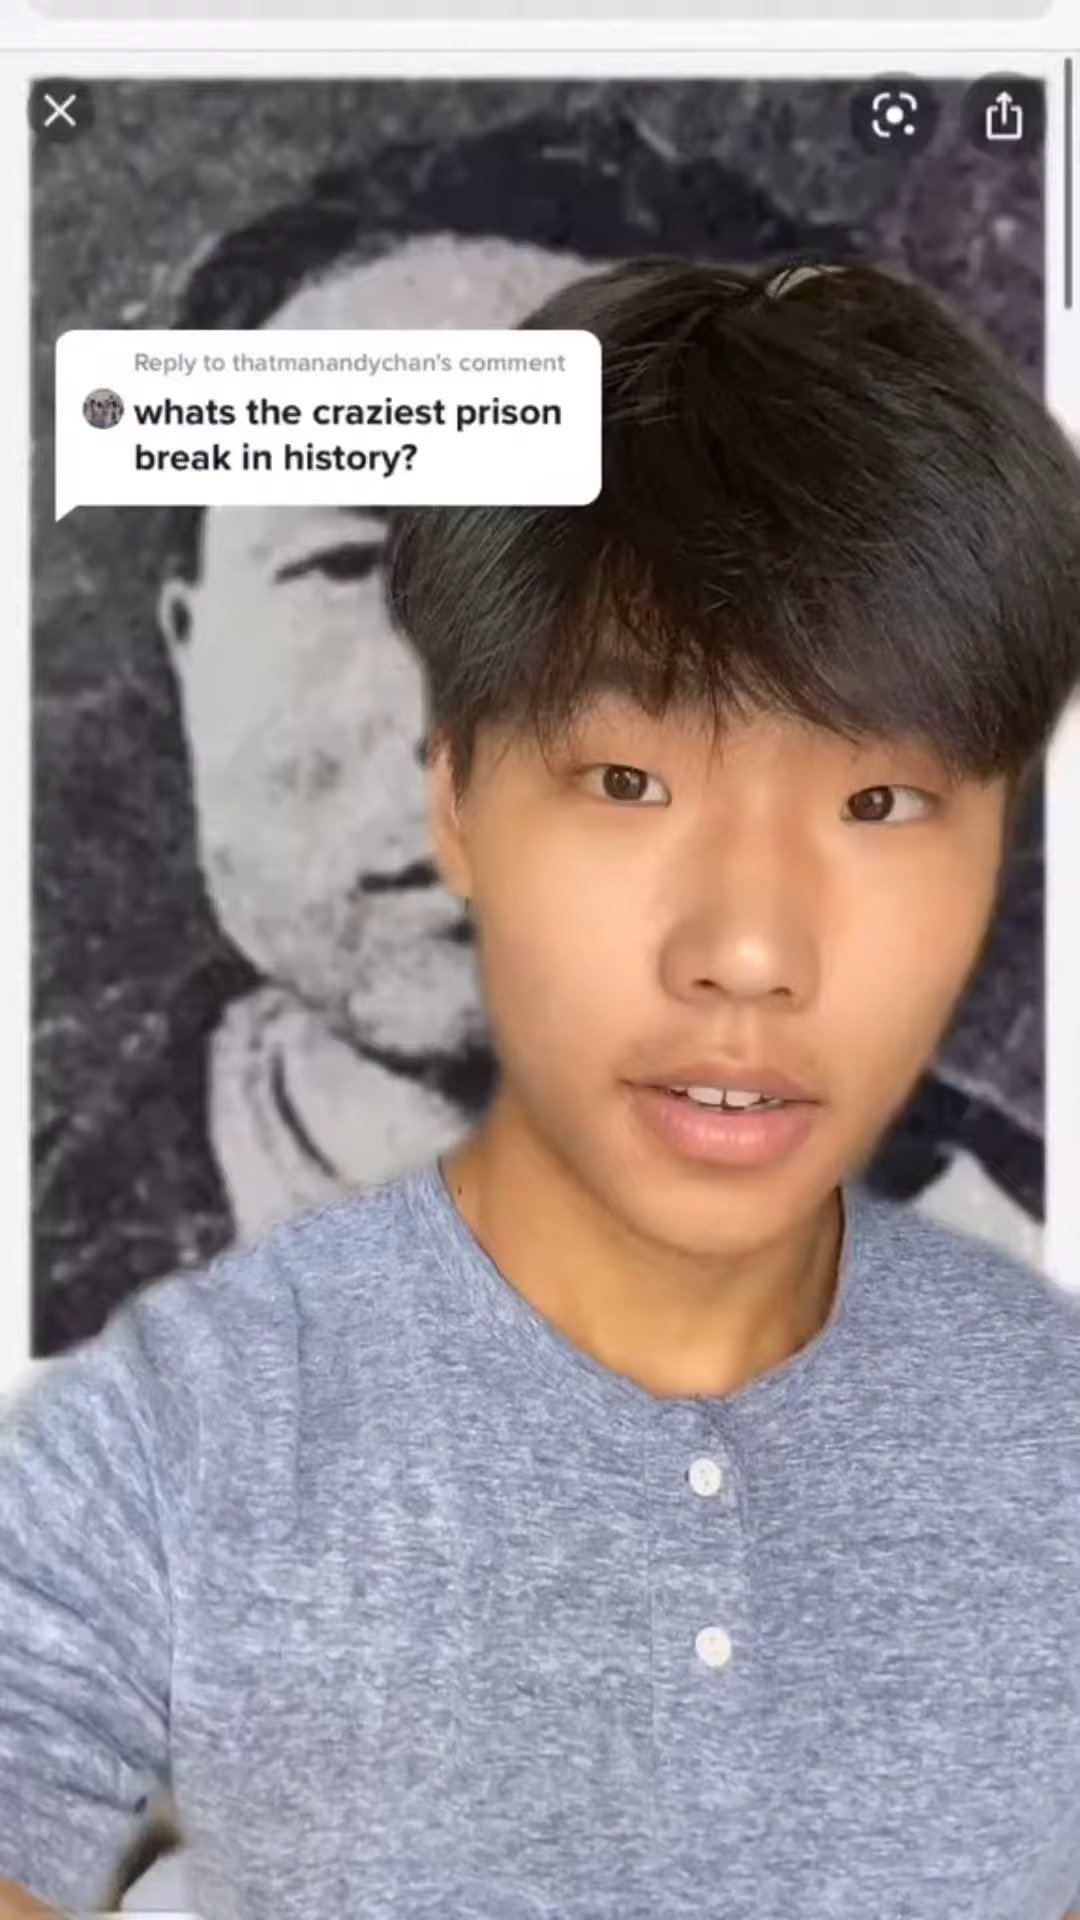 Reply to thatmanandychan's comment
whats the craziest prison
break in history?